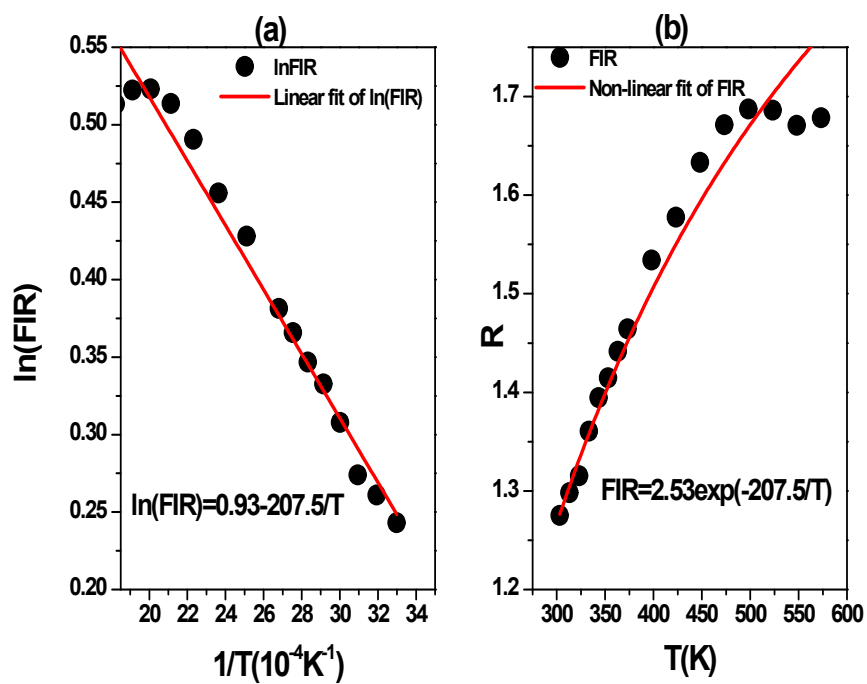 (a)
(b)
0.55
0.50
0.45
0.40
0.35
0.30
0.25
0.20
ln(FIR)
lnFIR
Linear fit of ln(FIR)
ln(FIR)=0.93-207.5/T
20 22 24 26 28 30 32 34
1/T(10⁻⁴K⁻¹)
1.7
1.6
1.5
1.4
1.3
1.2
R
FIR
Non-linear fit of FIR
FIR=2.53exp(-207.5/T)
300 350 400 450 500 550 600
T(K)